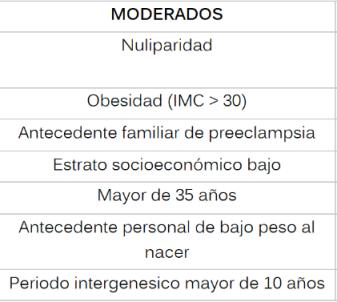 MODERADOS
Nuliparidad
Obesidad (IMC > 30)
Antecedente familiar de preeclampsia
Estrato socioeconómico bajo
Mayor de 35 años
Antecedente personal de bajo peso al
nacer
Periodo intergenesico mayor de 10 años